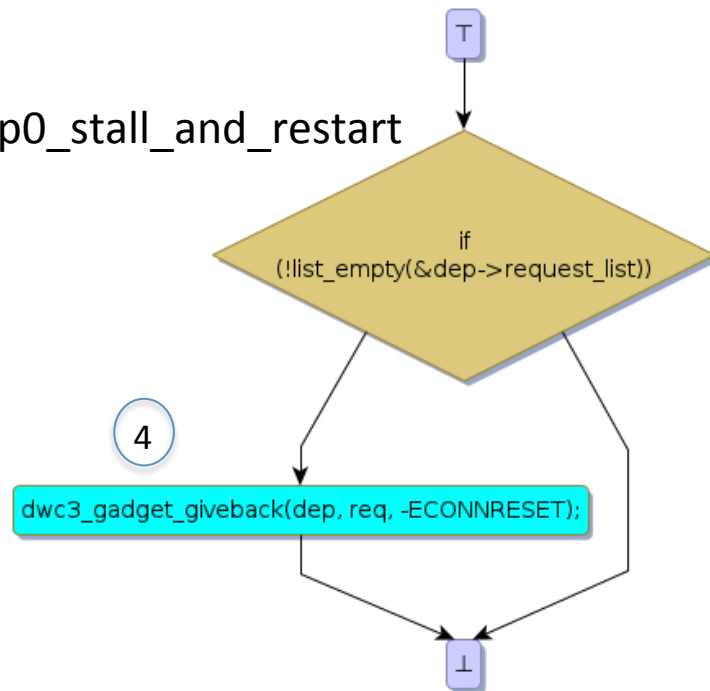 ⊤
p0_stall_and_restart
if
(!list_empty(&dep->request_list))
4
dwc3_gadget_giveback(dep, req, -ECONNRESET);
⊥